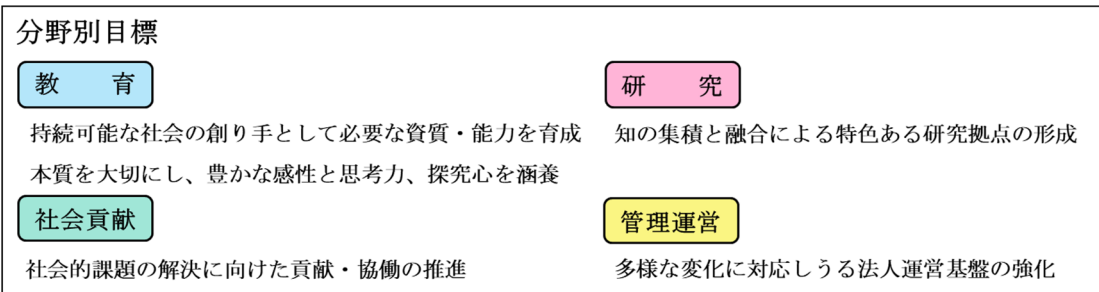 分野別目標
教　　育
持続可能な社会の創り手として必要な資質・能力を育成
本質を大切にし、豊かな感性と思考力、探究心を涵養
研　　究
知の集積と融合による特色ある研究拠点の形成
社会貢献
社会的課題の解決に向けた貢献・協働の推進
管理運営
多様な変化に対応しうる法人運営基盤の強化